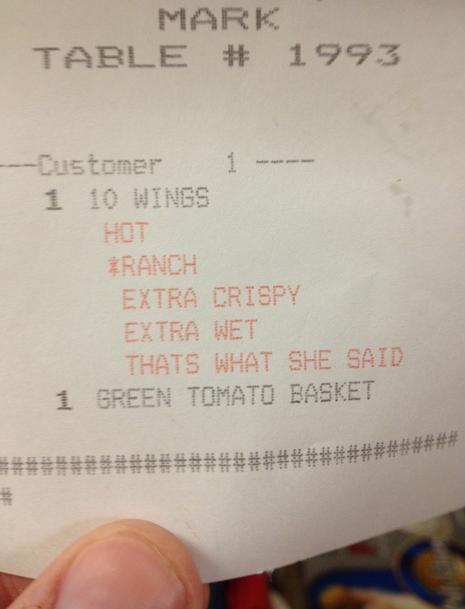 MARK
TABLE # 1993
---Customer 1 ----
1 10 WINGS
HOT
*RANCH
EXTRA CRISPY
EXTRA WET
THATS WHAT SHE SAID
1 GREEN TOMATO BASKET
########################################
#